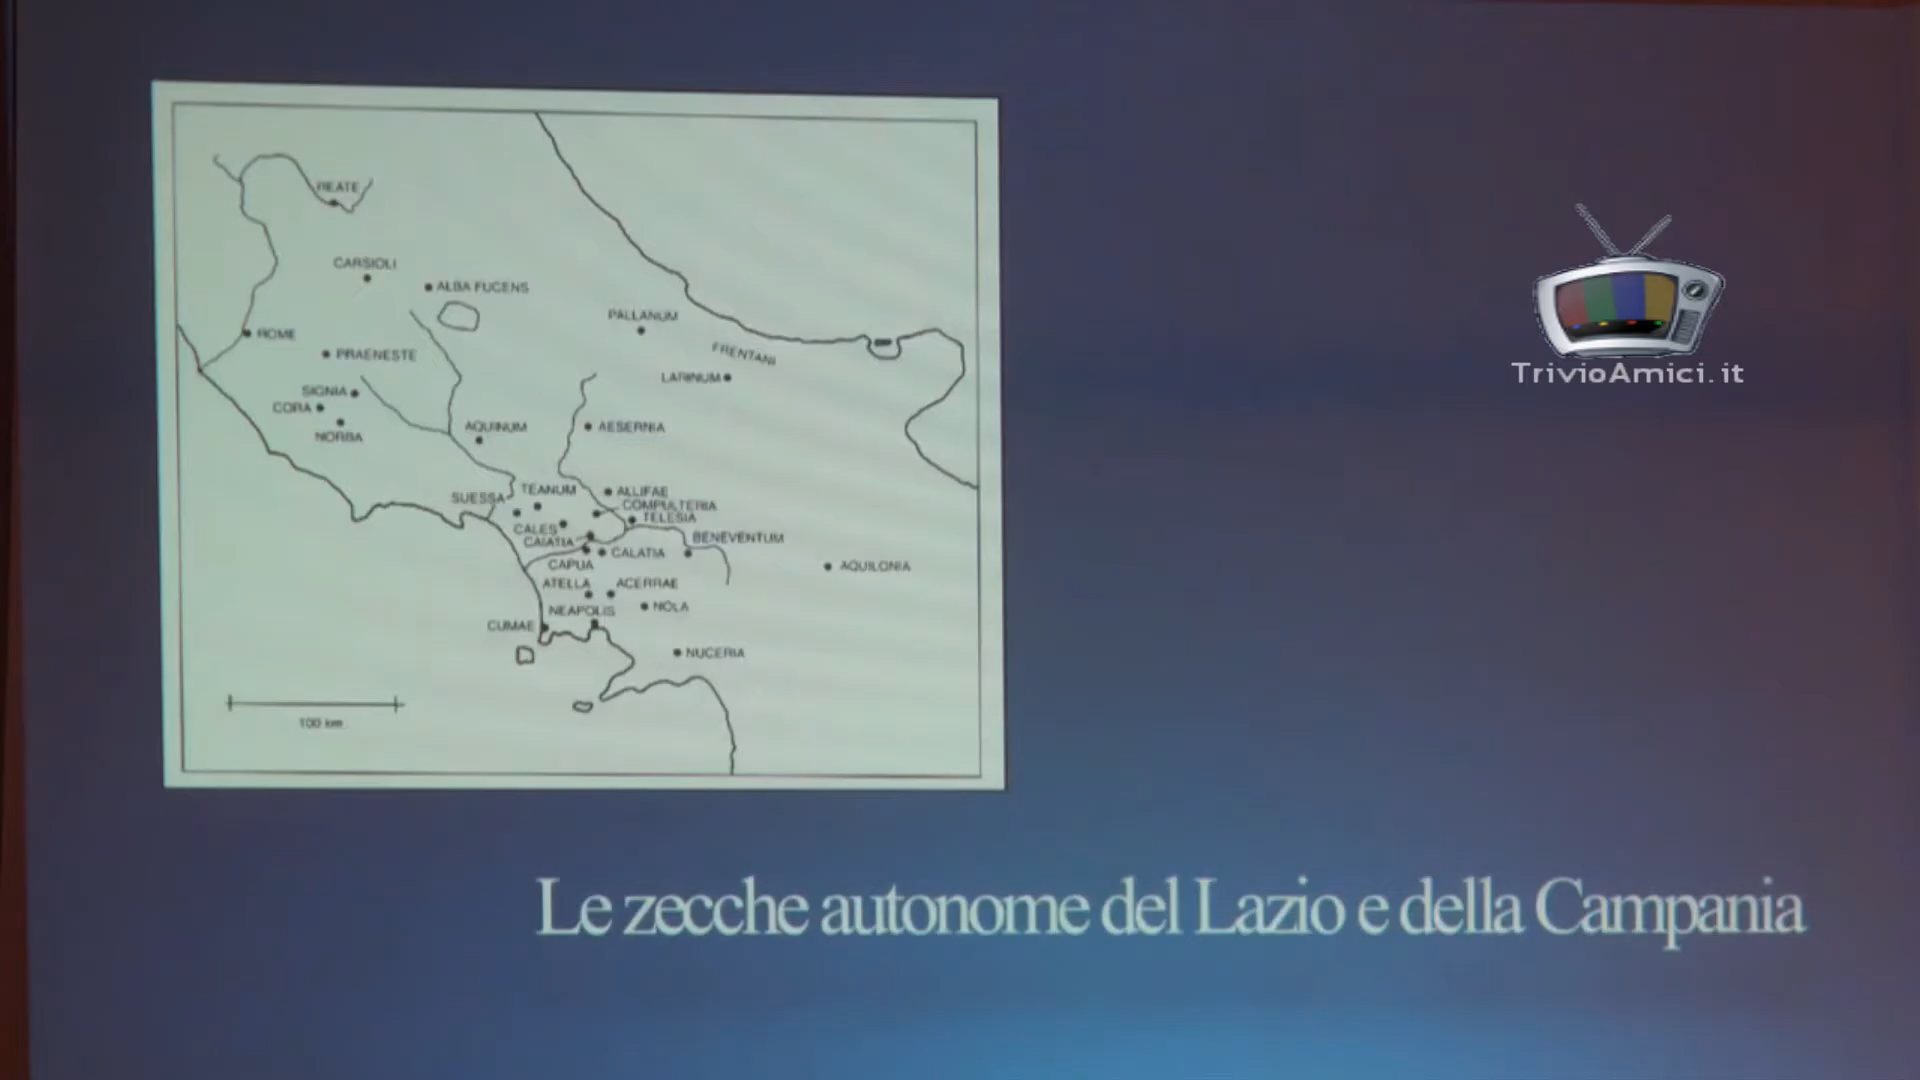 REATE
CARSIOLI
ALBA FUCENS
ROME
PRAENESTE
SIGNIA
CORA
NORBA
PALLANUM
FRENTANI
LARINUM
AQUINUM
AESERNIA
SUESSA
TEANUM
ALLIFAE
COMPULTERIA
TELESIA
CALES
CAIATIA
BENEVENTUM
CAPUA
CALATIA
AQUILONIA
ATELLA
ACERRAE
NEAPOLIS
NOLA
CUMAE
NUCERIA
100 km
TrivioAmici.it
Le zecche autonome del Lazio e della Campania